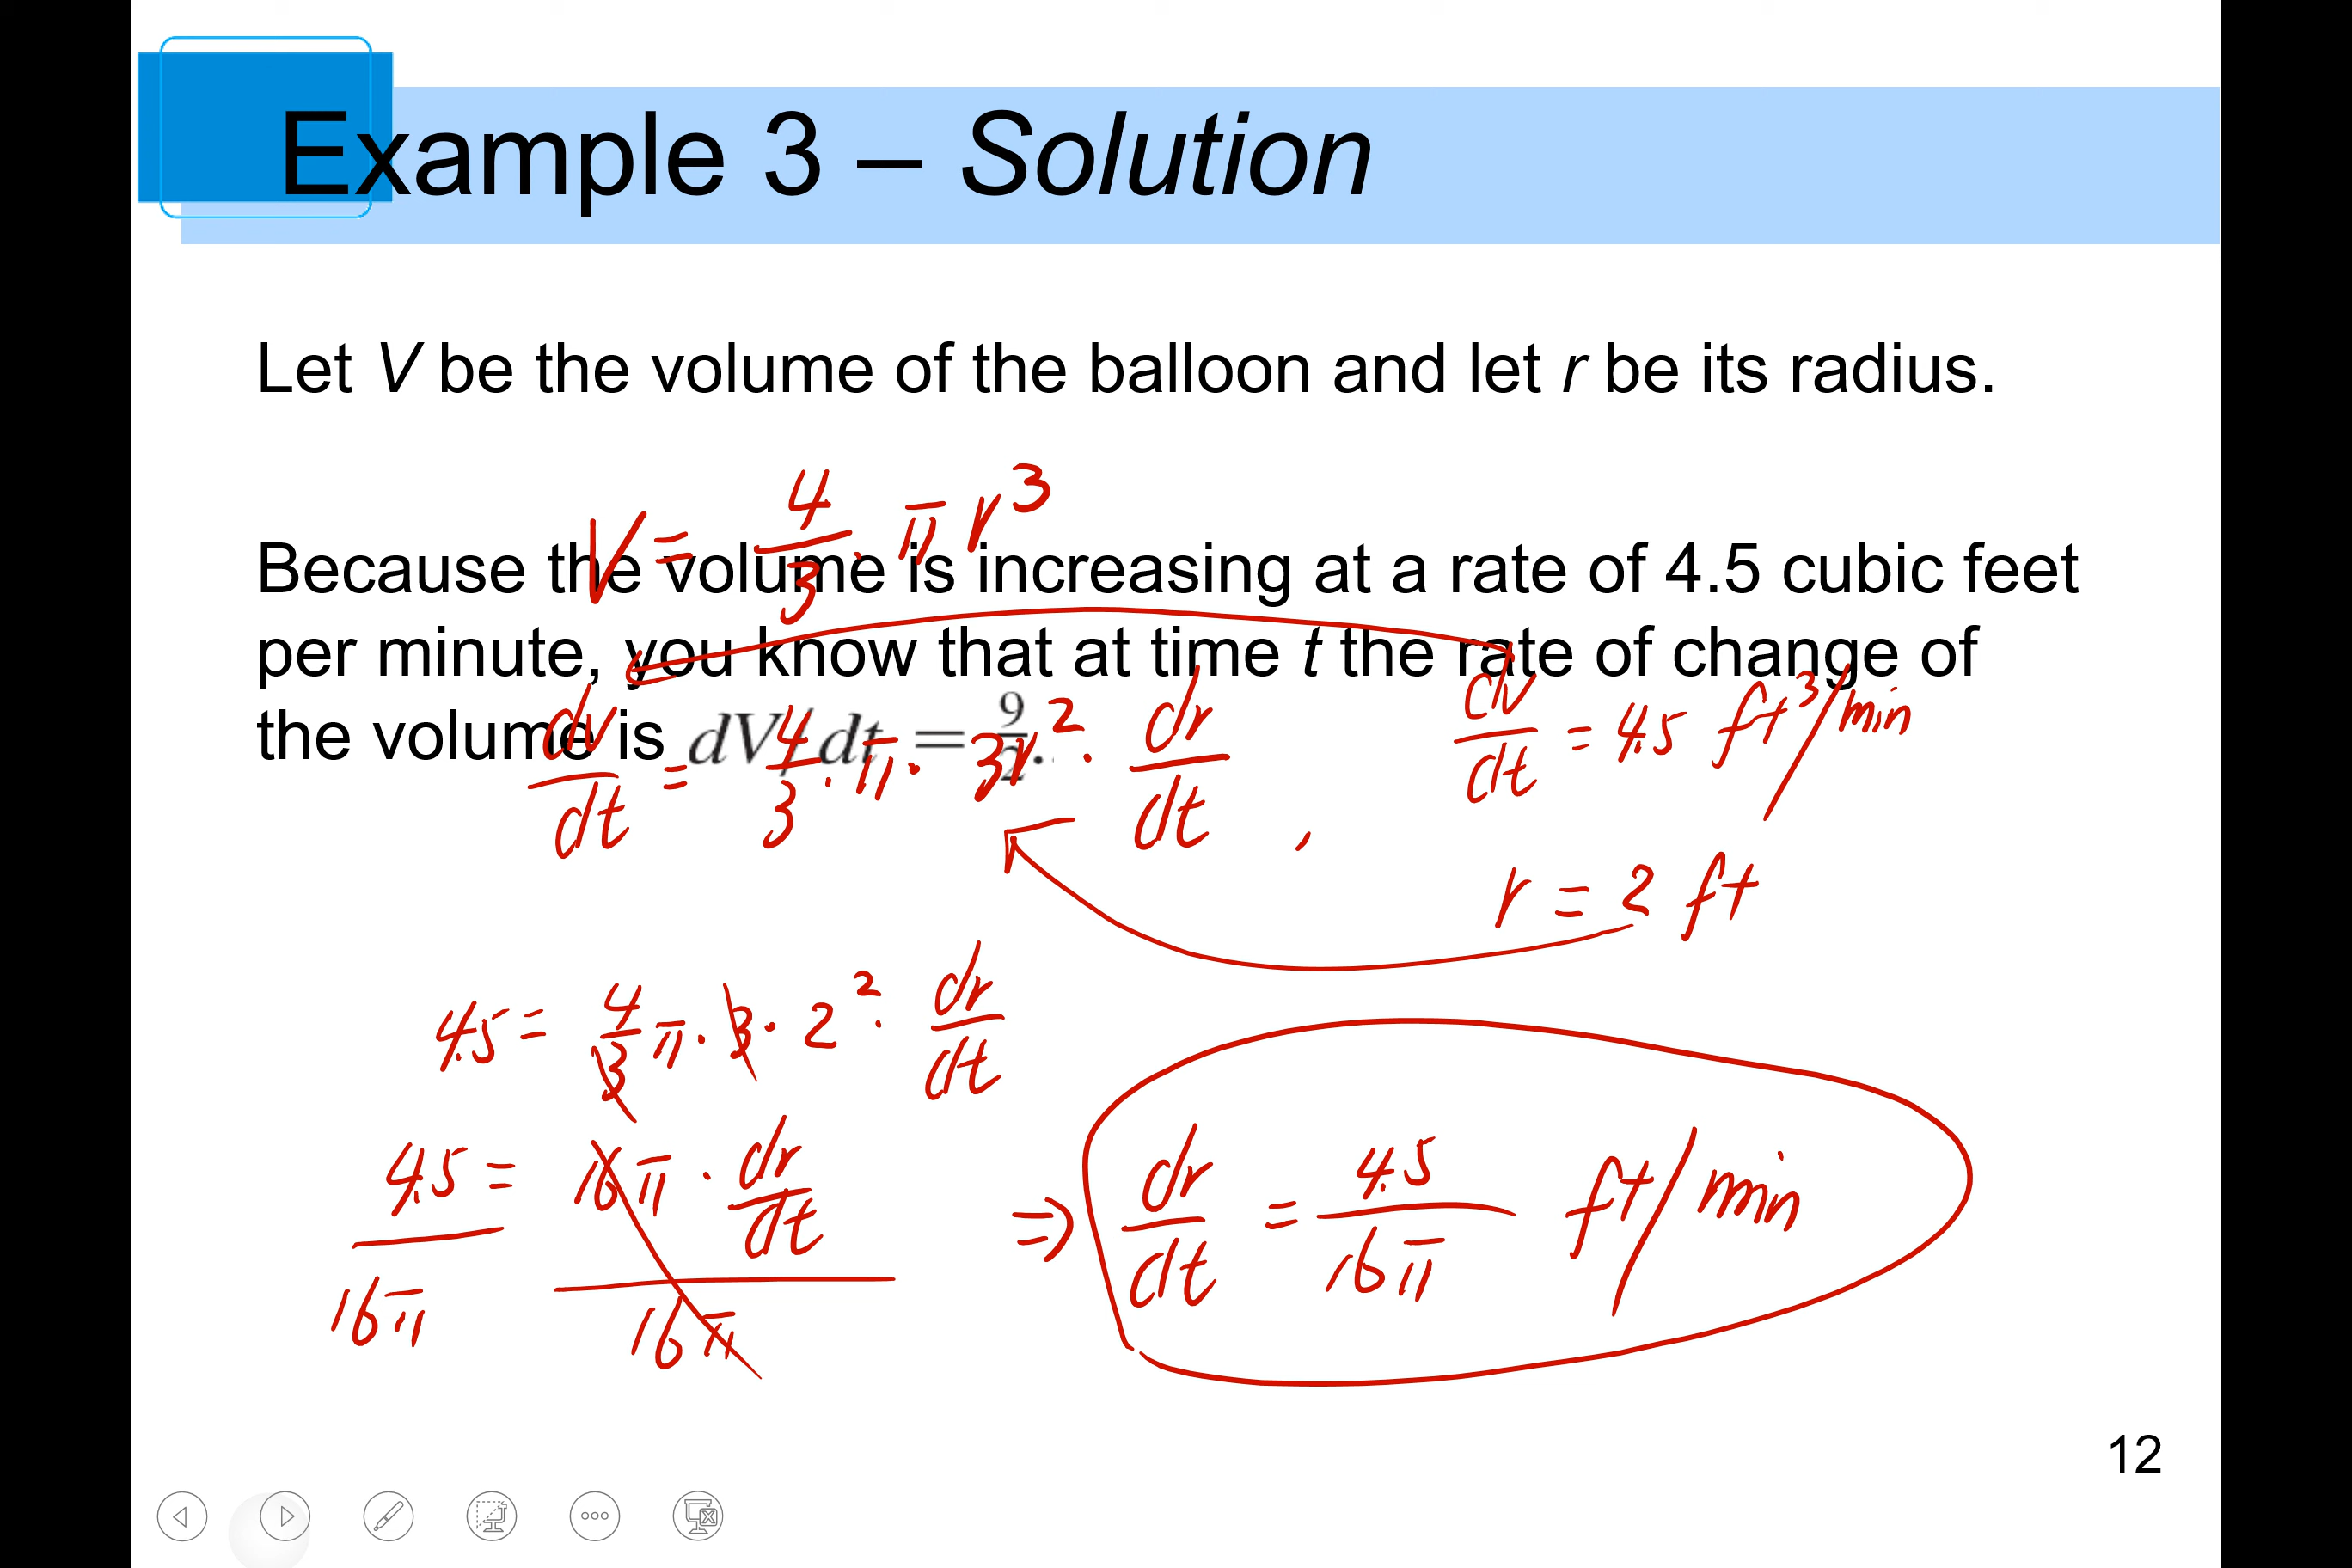 Example 3 – Solution
Let V be the volume of the balloon and let r be its radius.
V = 4/3 · π r³
Because the volume is increasing at a rate of 4.5 cubic feet
per minute, you know that at time t the rate of change of
the volume is dV/dt = 9/2.
dv/dt = 4/3 · π · 3r² · dr/dt ,
dv/dt = 4.5 ft³/min
r = 2 ft
4.5 = 4/3 π · 3 · 2² · dr/dt
4.5/16π = 16π · dr/dt / 16π
⇒ dr/dt = 4.5/16π ft/min
12